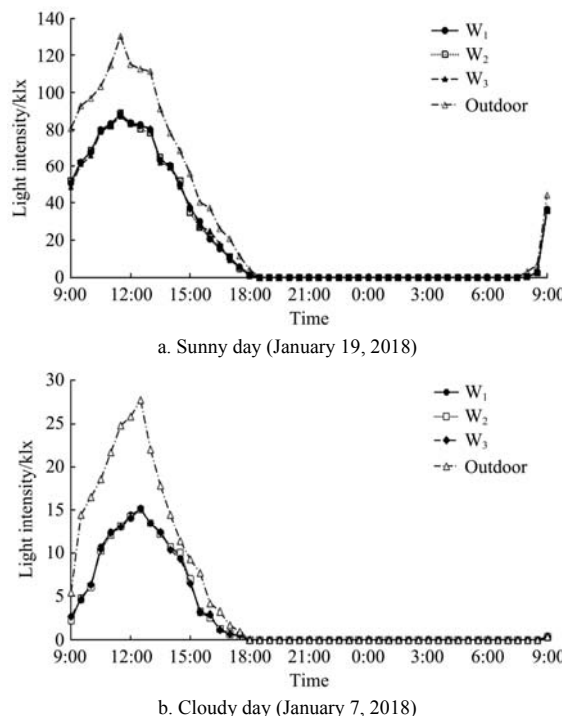 140
120
100
80
60
40
20
0
Light intensity/klx
W₁
W₂
W₃
Outdoor
9:00 12:00 15:00 18:00 21:00 0:00 3:00 6:00 9:00
Time
a. Sunny day (January 19, 2018)
30
25
20
15
10
5
0
Light intensity/klx
W₁
W₂
W₃
Outdoor
9:00 12:00 15:00 18:00 21:00 0:00 3:00 6:00 9:00
Time
b. Cloudy day (January 7, 2018)